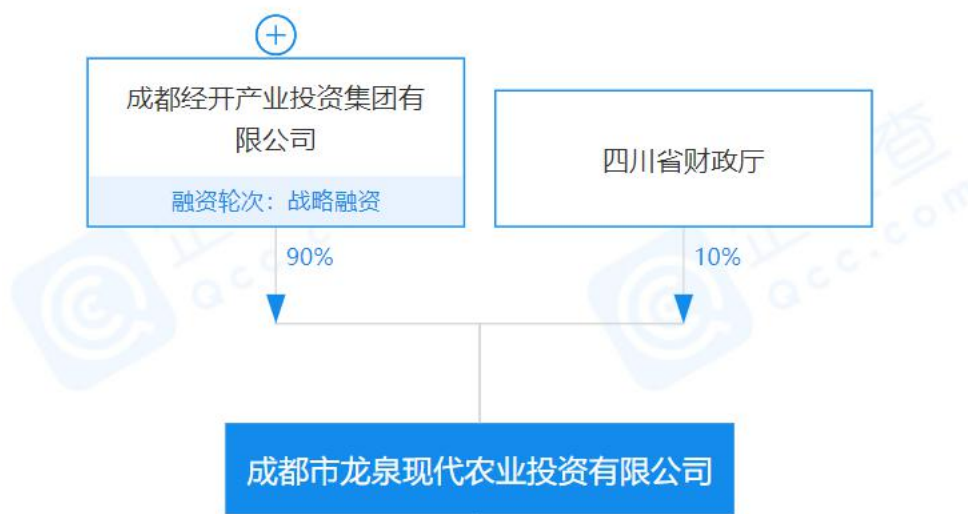 成都经开产业投资集团有
限公司
融资轮次：战略融资
四川省财政厅
90%
10%
成都市龙泉现代农业投资有限公司